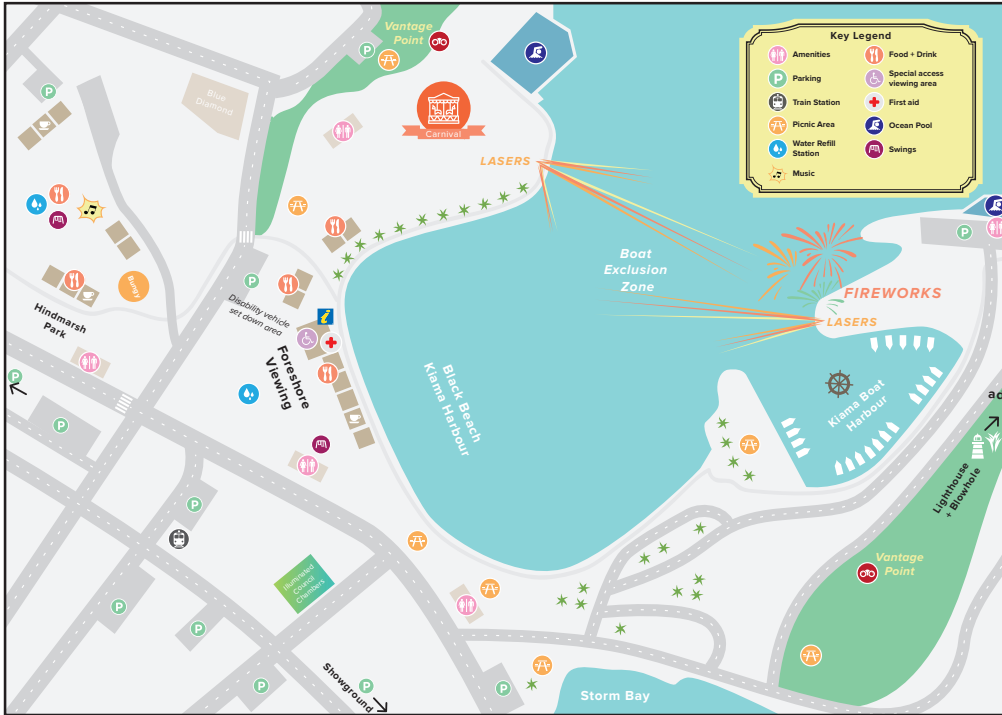 Vantage
Point
Key Legend
Amenities
Food + Drink
Parking
Special access
viewing area
Train Station
First aid
Picnic Area
Ocean Pool
Water Refill
Station
Swings
Music
P
P
Blue
Diamond
Carnival
LASERS
Boat
Exclusion
Zone
FIREWORKS
LASERS
P
P
Bungy
Disability vehicle
set down area
i
Hindmarsh
Park
Foreshore
Viewing
Black Beach
Kiama Harbour
Kiama Boat
Harbour
ad
Lighthouse
+ Blowhole
Vantage
Point
P
P
P
P
P
P
P
P
P
Illuminated
Council
Chambers
Showground
Storm Bay